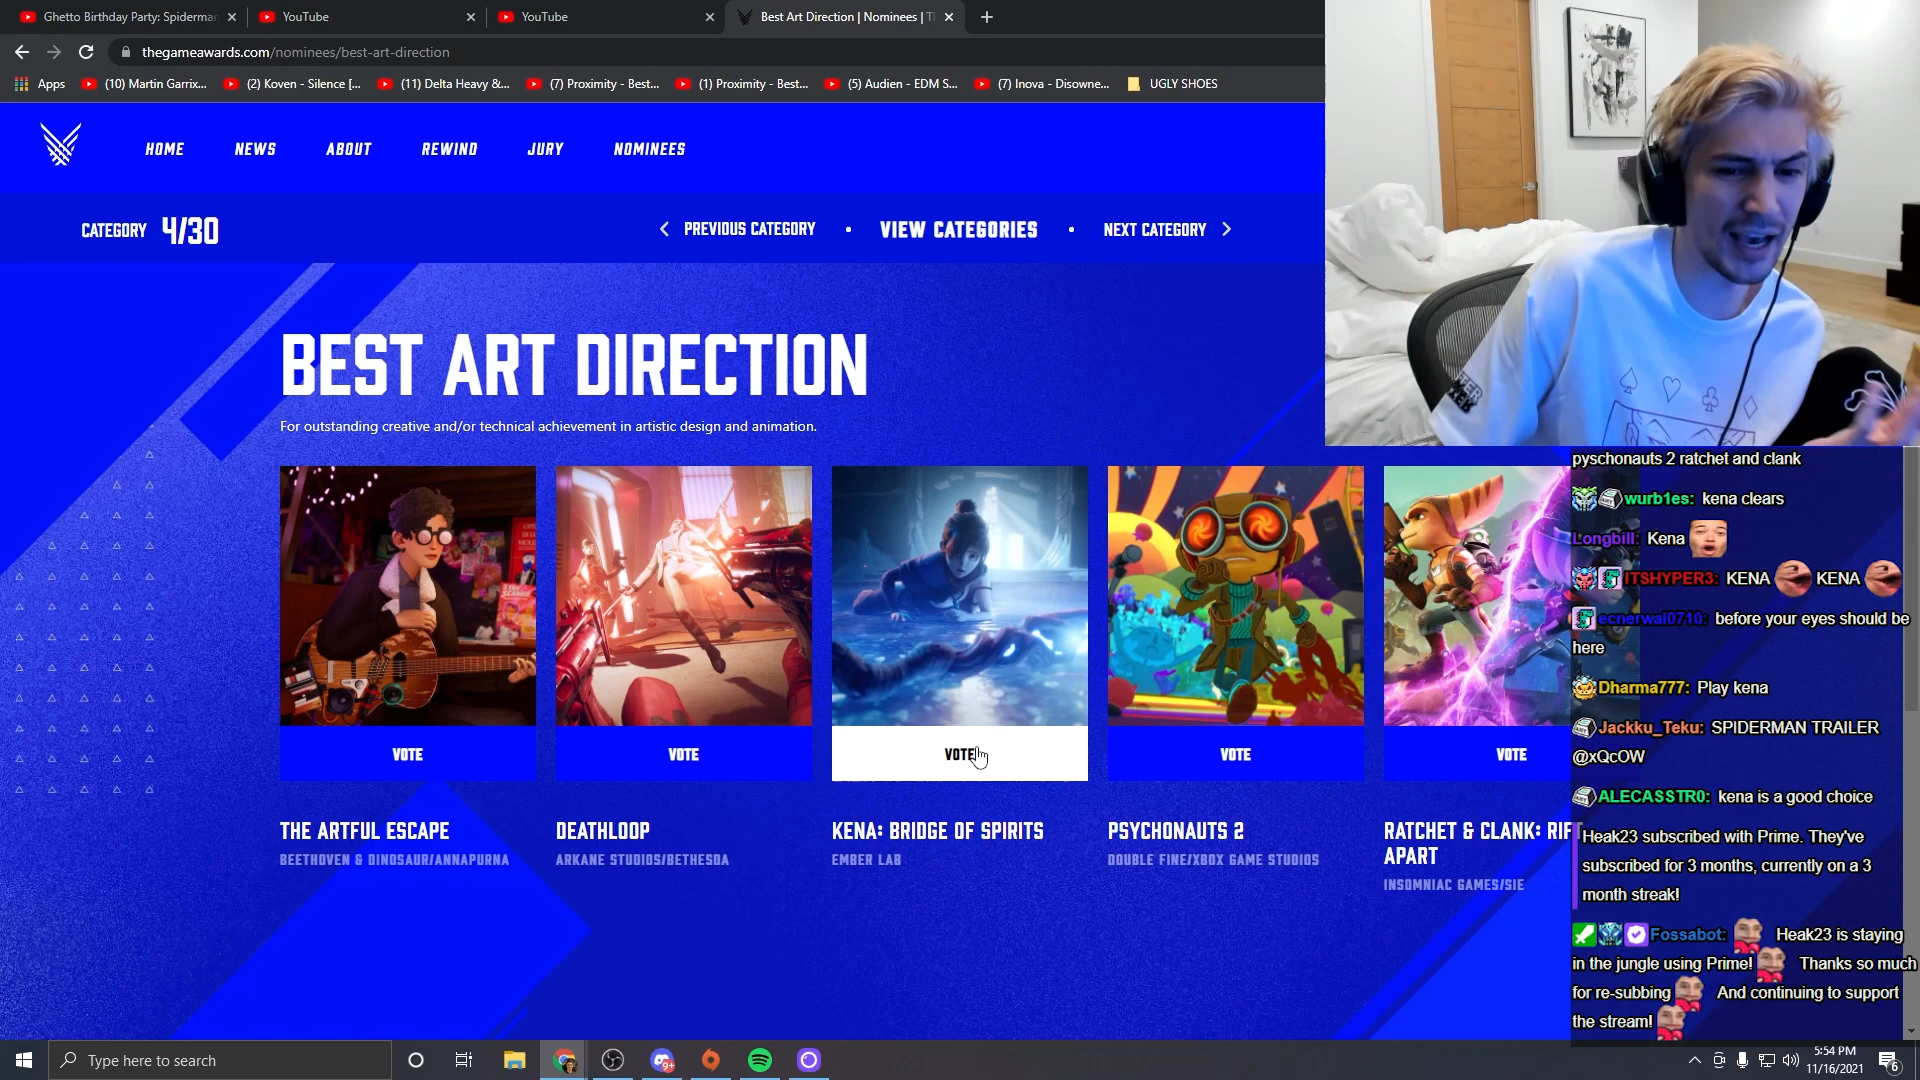 Ghetto Birthday Party: Spiderma
YouTube
YouTube
Best Art Direction | Nominees | T
thegameawards.com/nominees/best-art-direction
Apps
(10) Martin Garrix...
(2) Koven - Silence [...
(11) Delta Heavy &...
(7) Proximity - Best...
(1) Proximity - Best...
(5) Audien - EDM S...
(7) Inova - Disowne...
UGLY SHOES
HOME
NEWS
ABOUT
REWIND
JURY
NOMINEES
CATEGORY 4/30
PREVIOUS CATEGORY
VIEW CATEGORIES
NEXT CATEGORY
BEST ART DIRECTION
For outstanding creative and/or technical achievement in artistic design and animation.
VOTE
VOTE
VOTE
VOTE
VOTE
THE ARTFUL ESCAPE
BEETHOVEN & DINOSAUR/ANNAPURNA
DEATHLOOP
ARKANE STUDIOS/BETHESDA
KENA: BRIDGE OF SPIRITS
EMBER LAB
PSYCHONAUTS 2
DOUBLE FINE/XBOX GAME STUDIOS
RATCHET & CLANK: RIFT
APART
INSOMNIAC GAMES/SIE
pyschonauts 2 ratchet and clank
wurb1es: kena clears
Longbill: Kena
ITSHYPER3: KENA KENA
ecnerwal0710: before your eyes should be
here
Dharma777: Play kena
Jackku_Teku: SPIDERMAN TRAILER
@xQcOW
ALECASSTR0: kena is a good choice
Heak23 subscribed with Prime. They've
subscribed for 3 months, currently on a 3
month streak!
Fossabot: Heak23 is staying
in the jungle using Prime! Thanks so much
for re-subbing And continuing to support
the stream!
Type here to search
9+
5:54 PM
11/16/2021
6